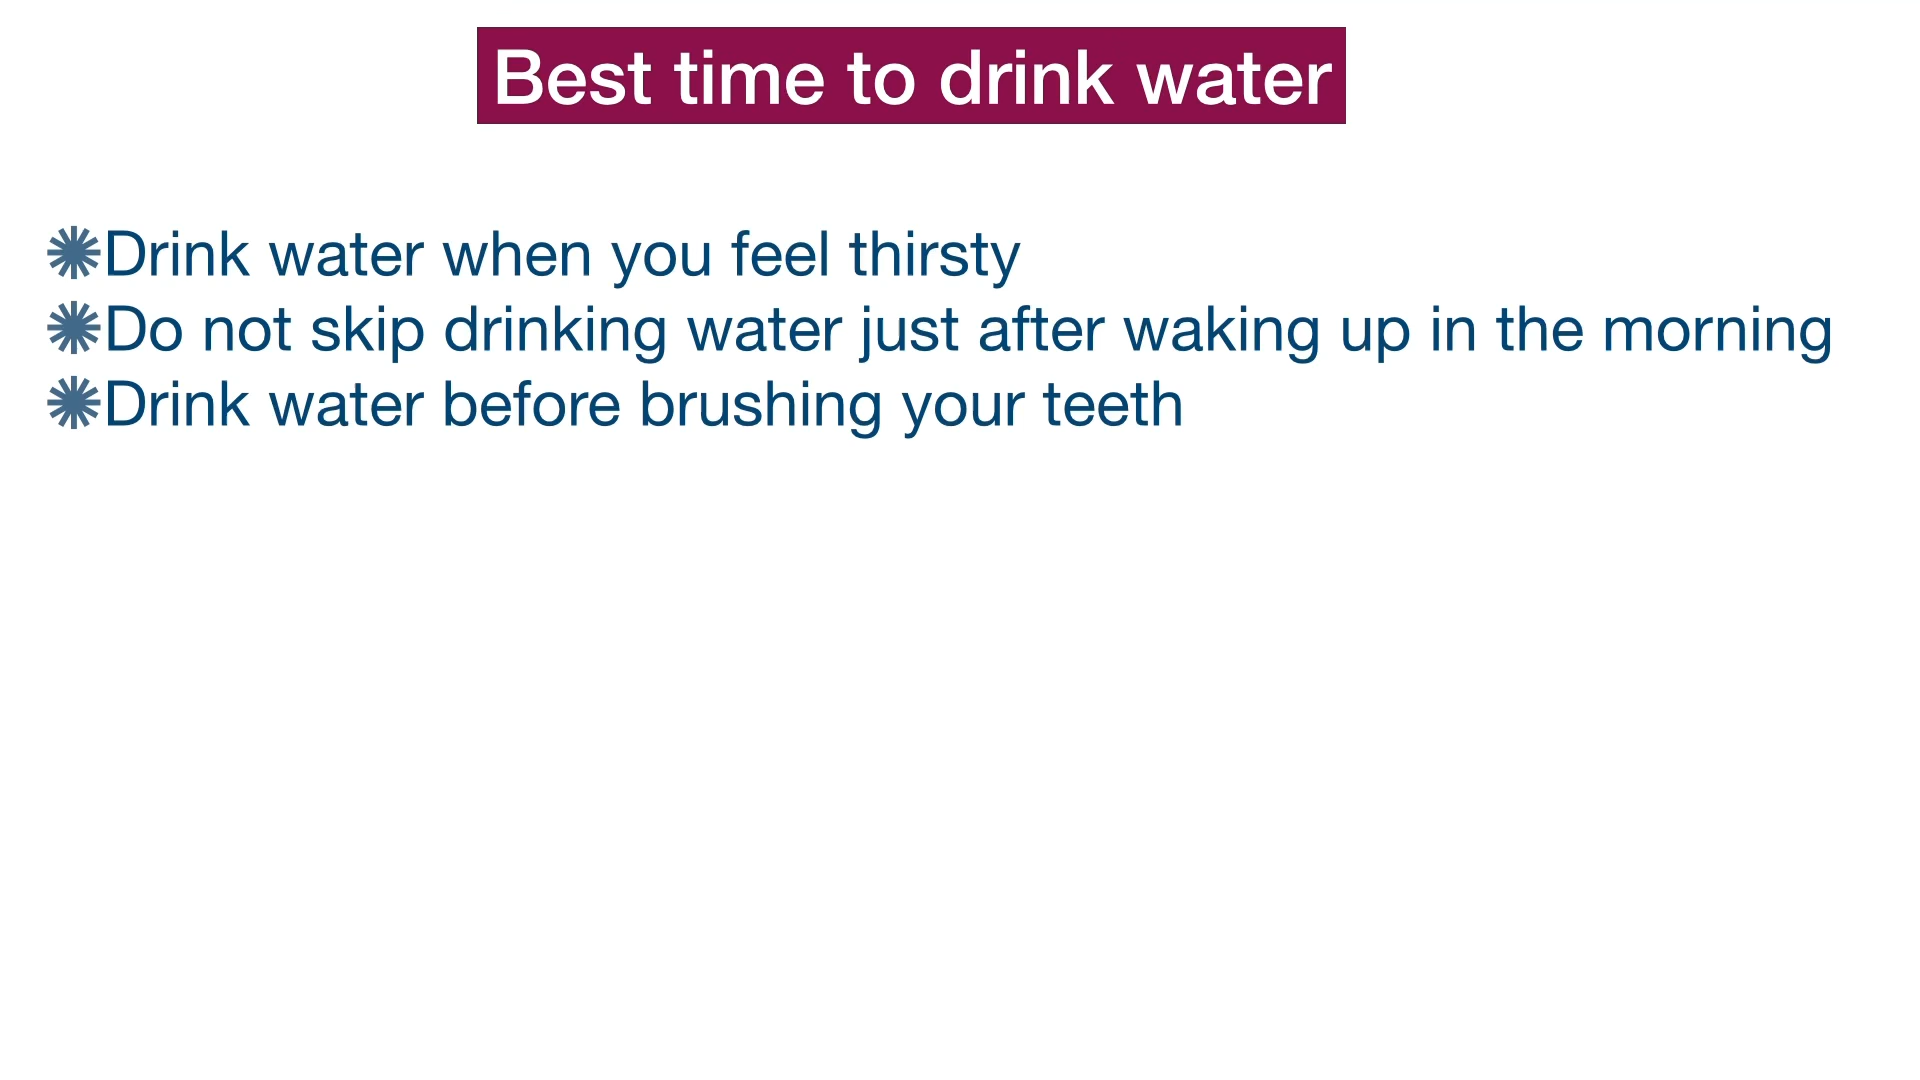 Best time to drink water
Drink water when you feel thirsty
Do not skip drinking water just after waking up in the morning
Drink water before brushing your teeth